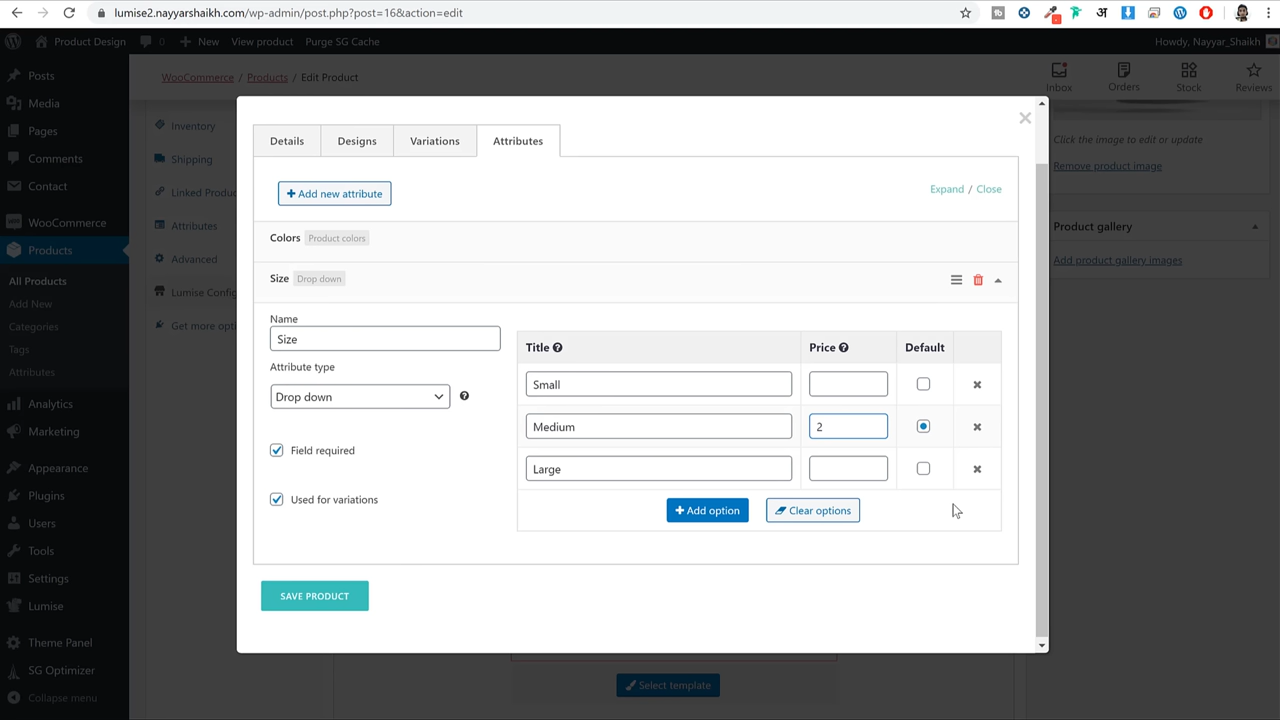 lumise2.nayyarshaikh.com/wp-admin/post.php?post=16&action=edit
Product Design
0
New
View product
Purge SG Cache
Howdy, Nayyar_Shaikh
Posts
Media
Pages
Comments
Contact
WooCommerce
Products
All Products
Add New
Categories
Tags
Attributes
Analytics
Marketing
Appearance
Plugins
Users
Tools
Settings
Lumise
Theme Panel
SG Optimizer
Collapse menu
WooCommerce / Products / Edit Product
Inbox
Orders
Stock
Reviews
Inventory
Shipping
Linked Produc
Attributes
Advanced
Lumise Config
Get more opti
Details
Designs
Variations
Attributes
+ Add new attribute
Expand / Close
Colors Product colors
Size Drop down
Name
Size
Attribute type
Drop down
Field required
Used for variations
Title
Price
Default
Small
Medium
2
Large
+ Add option
Clear options
SAVE PRODUCT
Select template
Click the image to edit or update
Remove product image
Product gallery
Add product gallery images